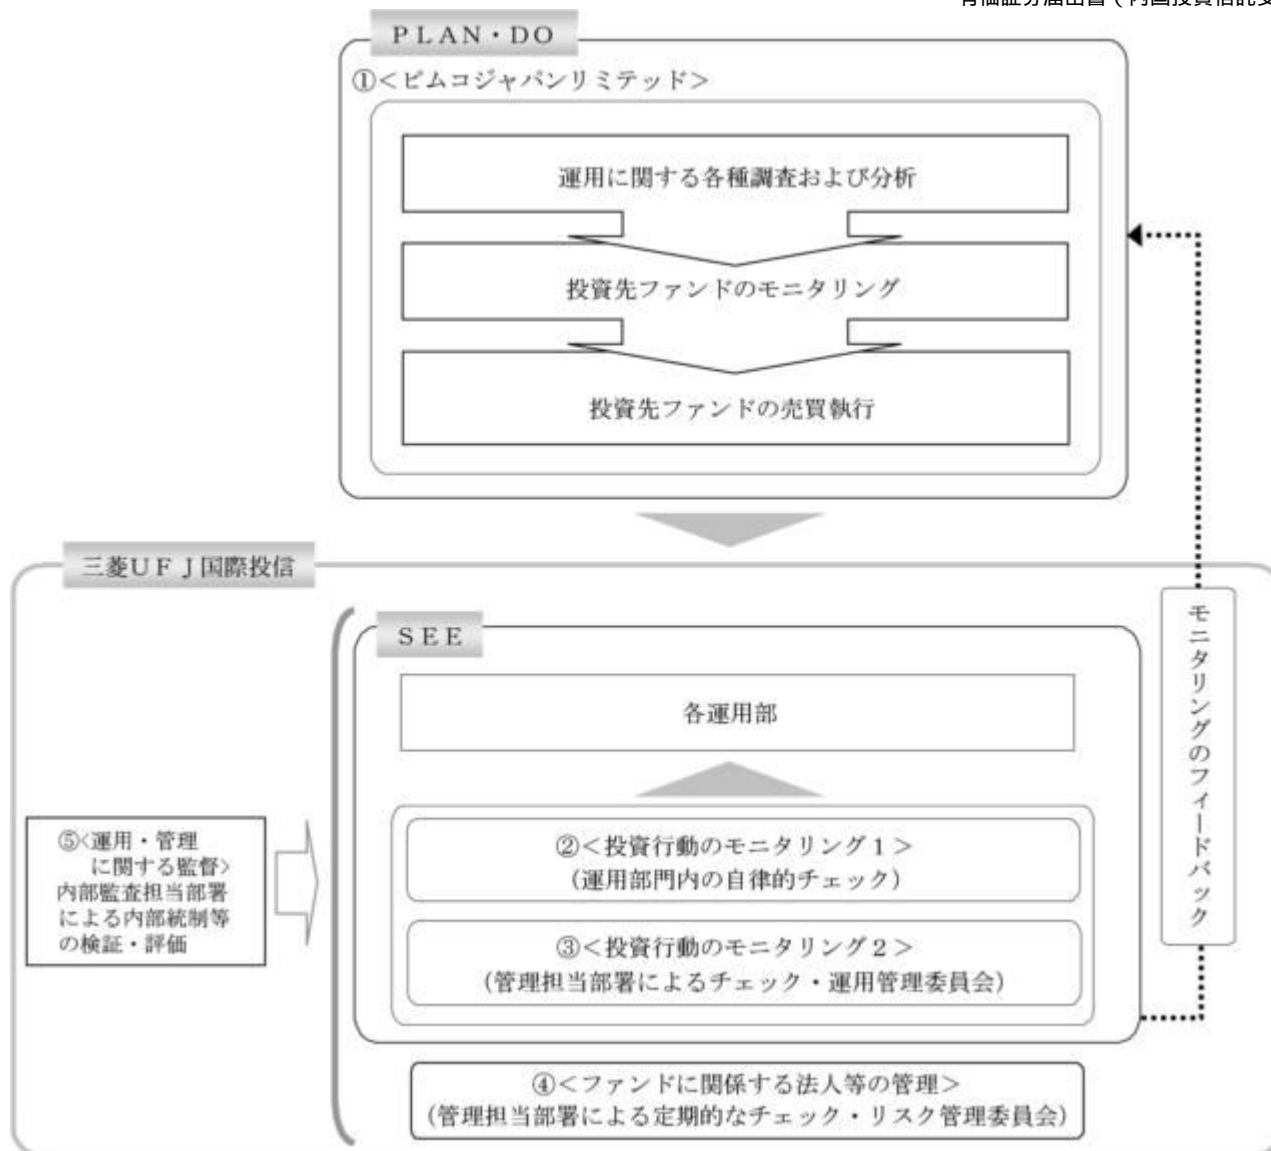 ＰＬＡＮ・ＤＯ
①＜ピムコジャパンリミテッド＞
運用に関する各種調査および分析
投資先ファンドのモニタリング
投資先ファンドの売買執行
三菱ＵＦＪ国際投信
ＳＥＥ
各運用部
②＜投資行動のモニタリング１＞
（運用部門内の自律的チェック）
③＜投資行動のモニタリング２＞
（管理担当部署によるチェック・運用管理委員会）
④＜ファンドに関係する法人等の管理＞
（管理担当部署による定期的なチェック・リスク管理委員会）
⑤<運用・管理
に関する監督>
内部監査担当部署
による内部統制等
の検証・評価
モニタリングのフィードバック